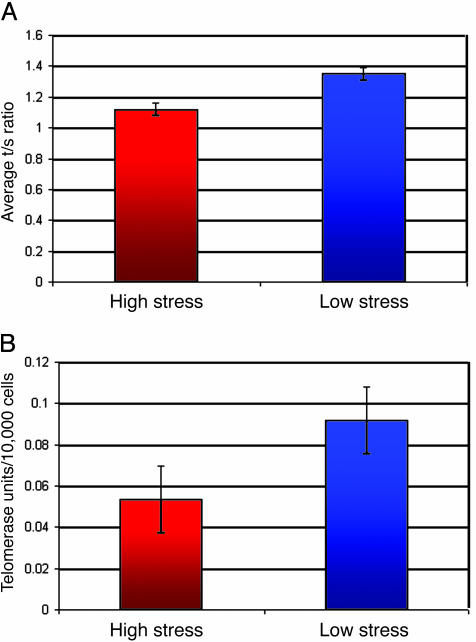 A
Average t/s ratio
1.6
1.4
1.2
1
0.8
0.6
0.4
0.2
0
High stress Low stress
B
Telomerase units/10,000 cells
0.12
0.1
0.08
0.06
0.04
0.02
0
High stress Low stress